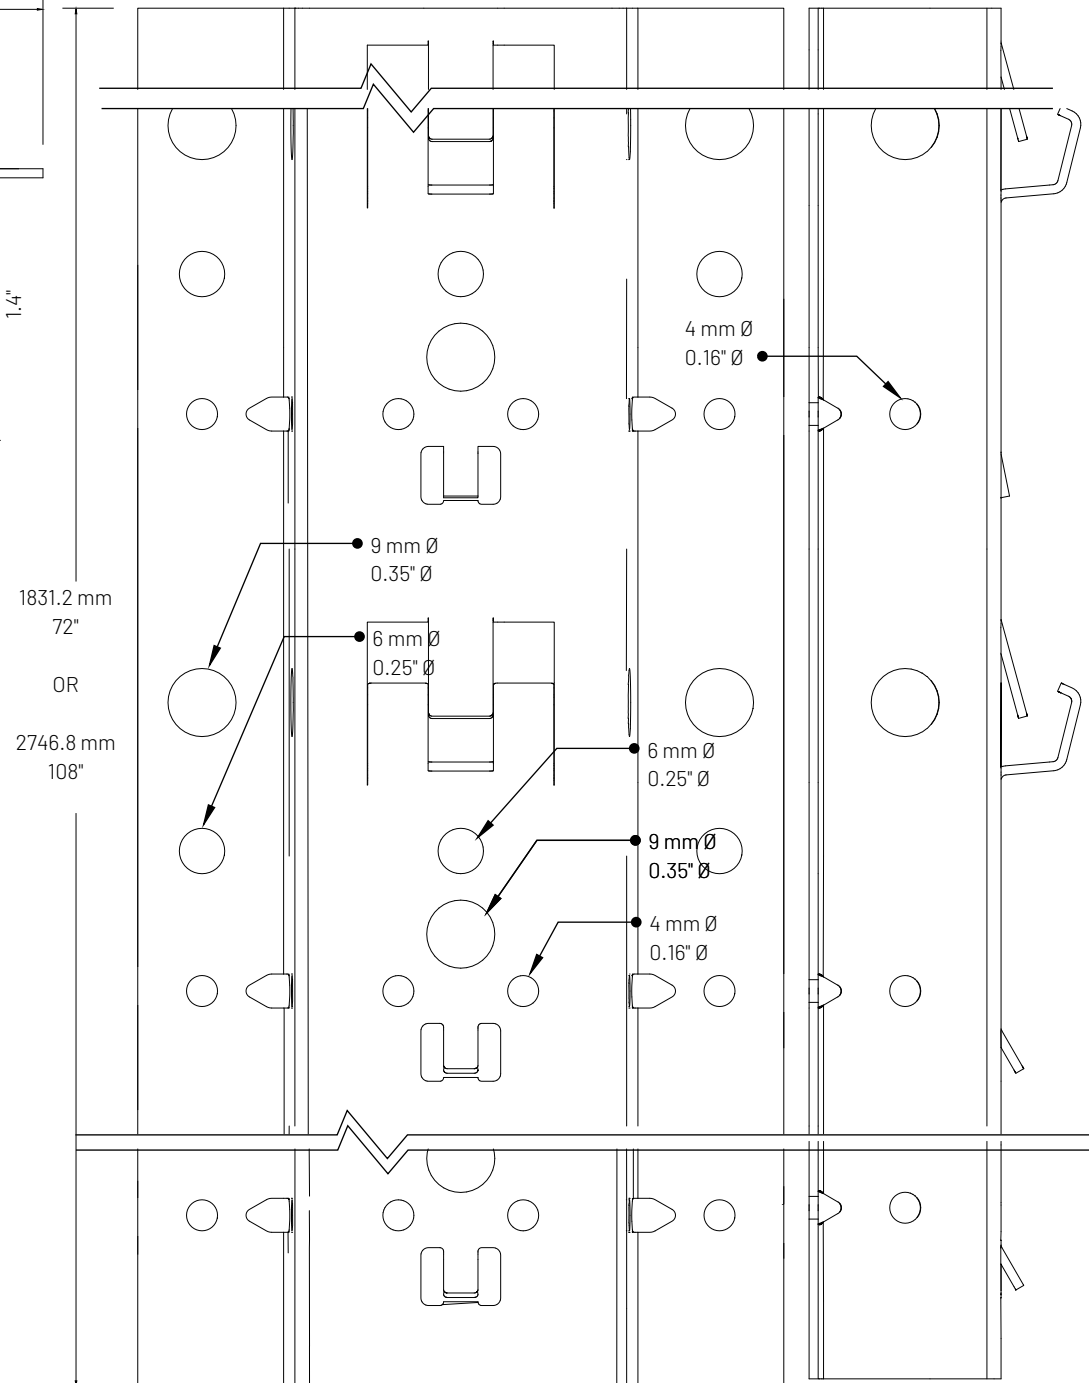 1.4"
4 mm Ø
0.16" Ø
9 mm Ø
0.35" Ø
1831.2 mm
72"
OR
2746.8 mm
108"
6 mm Ø
0.25" Ø
6 mm Ø
0.25" Ø
9 mm Ø
0.35" Ø
4 mm Ø
0.16" Ø